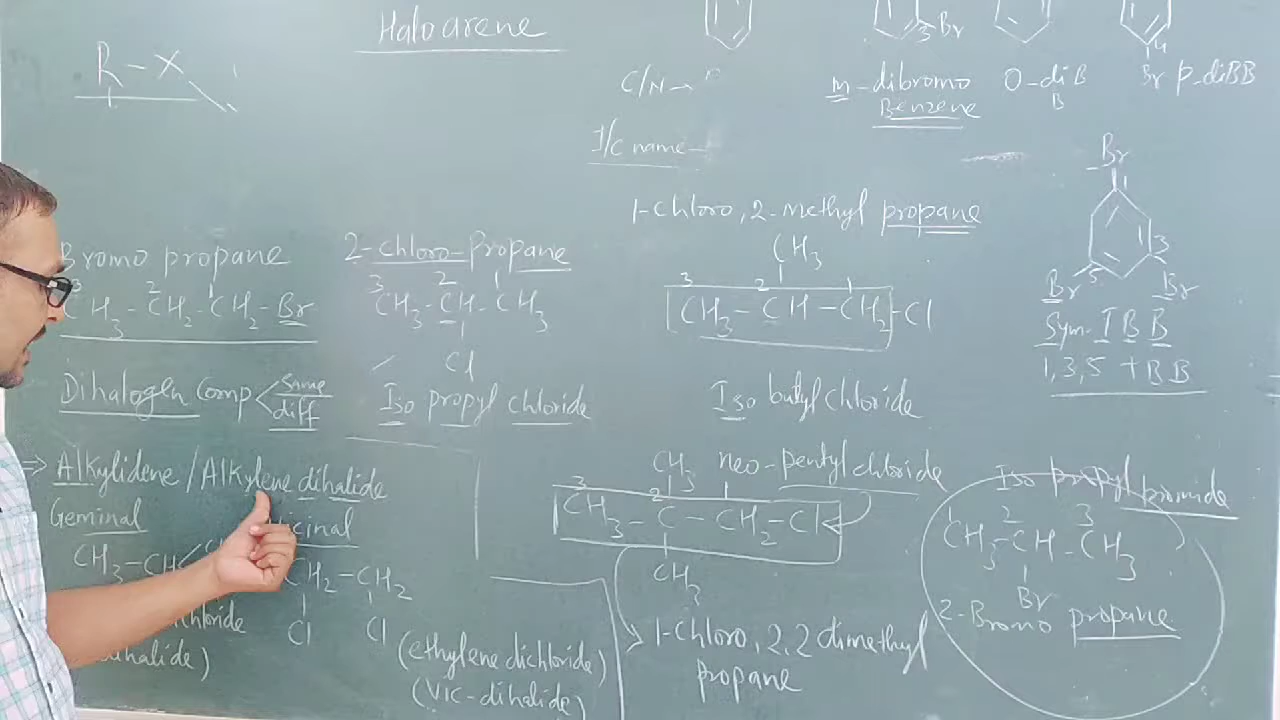 Haloarene
R-X
3 Br
4
Br p-diBB
C/N →
m-dibromo
Benzene
O-diB
B
I/C name-
Br
1
3
5
Br
Br
Sym. I B B
1,3,5 + B B
1-chloro, 2-methyl propane
CH3
3 2 1
CH3-CH-CH2-Cl
Iso butyl chloride
Bromo propane
3 2 1
CH3-CH2-CH2-Br
2-chloro-propane
3 2 1
CH3-CH-CH3
Cl
Iso propyl chloride
Dihalogen Comp < Same
diff
⇒ Alkylidene/Alkylene dihalide
Geminal
CH3-CH<
dihalide)
CH2-CH2
Cl Cl
(ethylene dichloride)
(Vic-dihalide)
neo-pentyl chloride
CH3
3 2 1
CH3-C-CH2-Cl
CH3
1-Chloro, 2,2 dimethyl
propane
Iso propyl bromide
1 2 3
CH3-CH-CH3
Br
2-Bromo propane